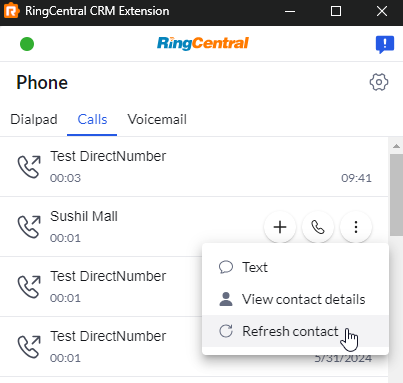 RingCentral CRM Extension
RingCentral
Phone
Dialpad Calls Voicemail
Test DirectNumber
00:03 09:41
Sushil Mall
00:01
Text
View contact details
Refresh contact
Test DirectNumber
00:01
Test DirectNumber
00:01 5/31/2024